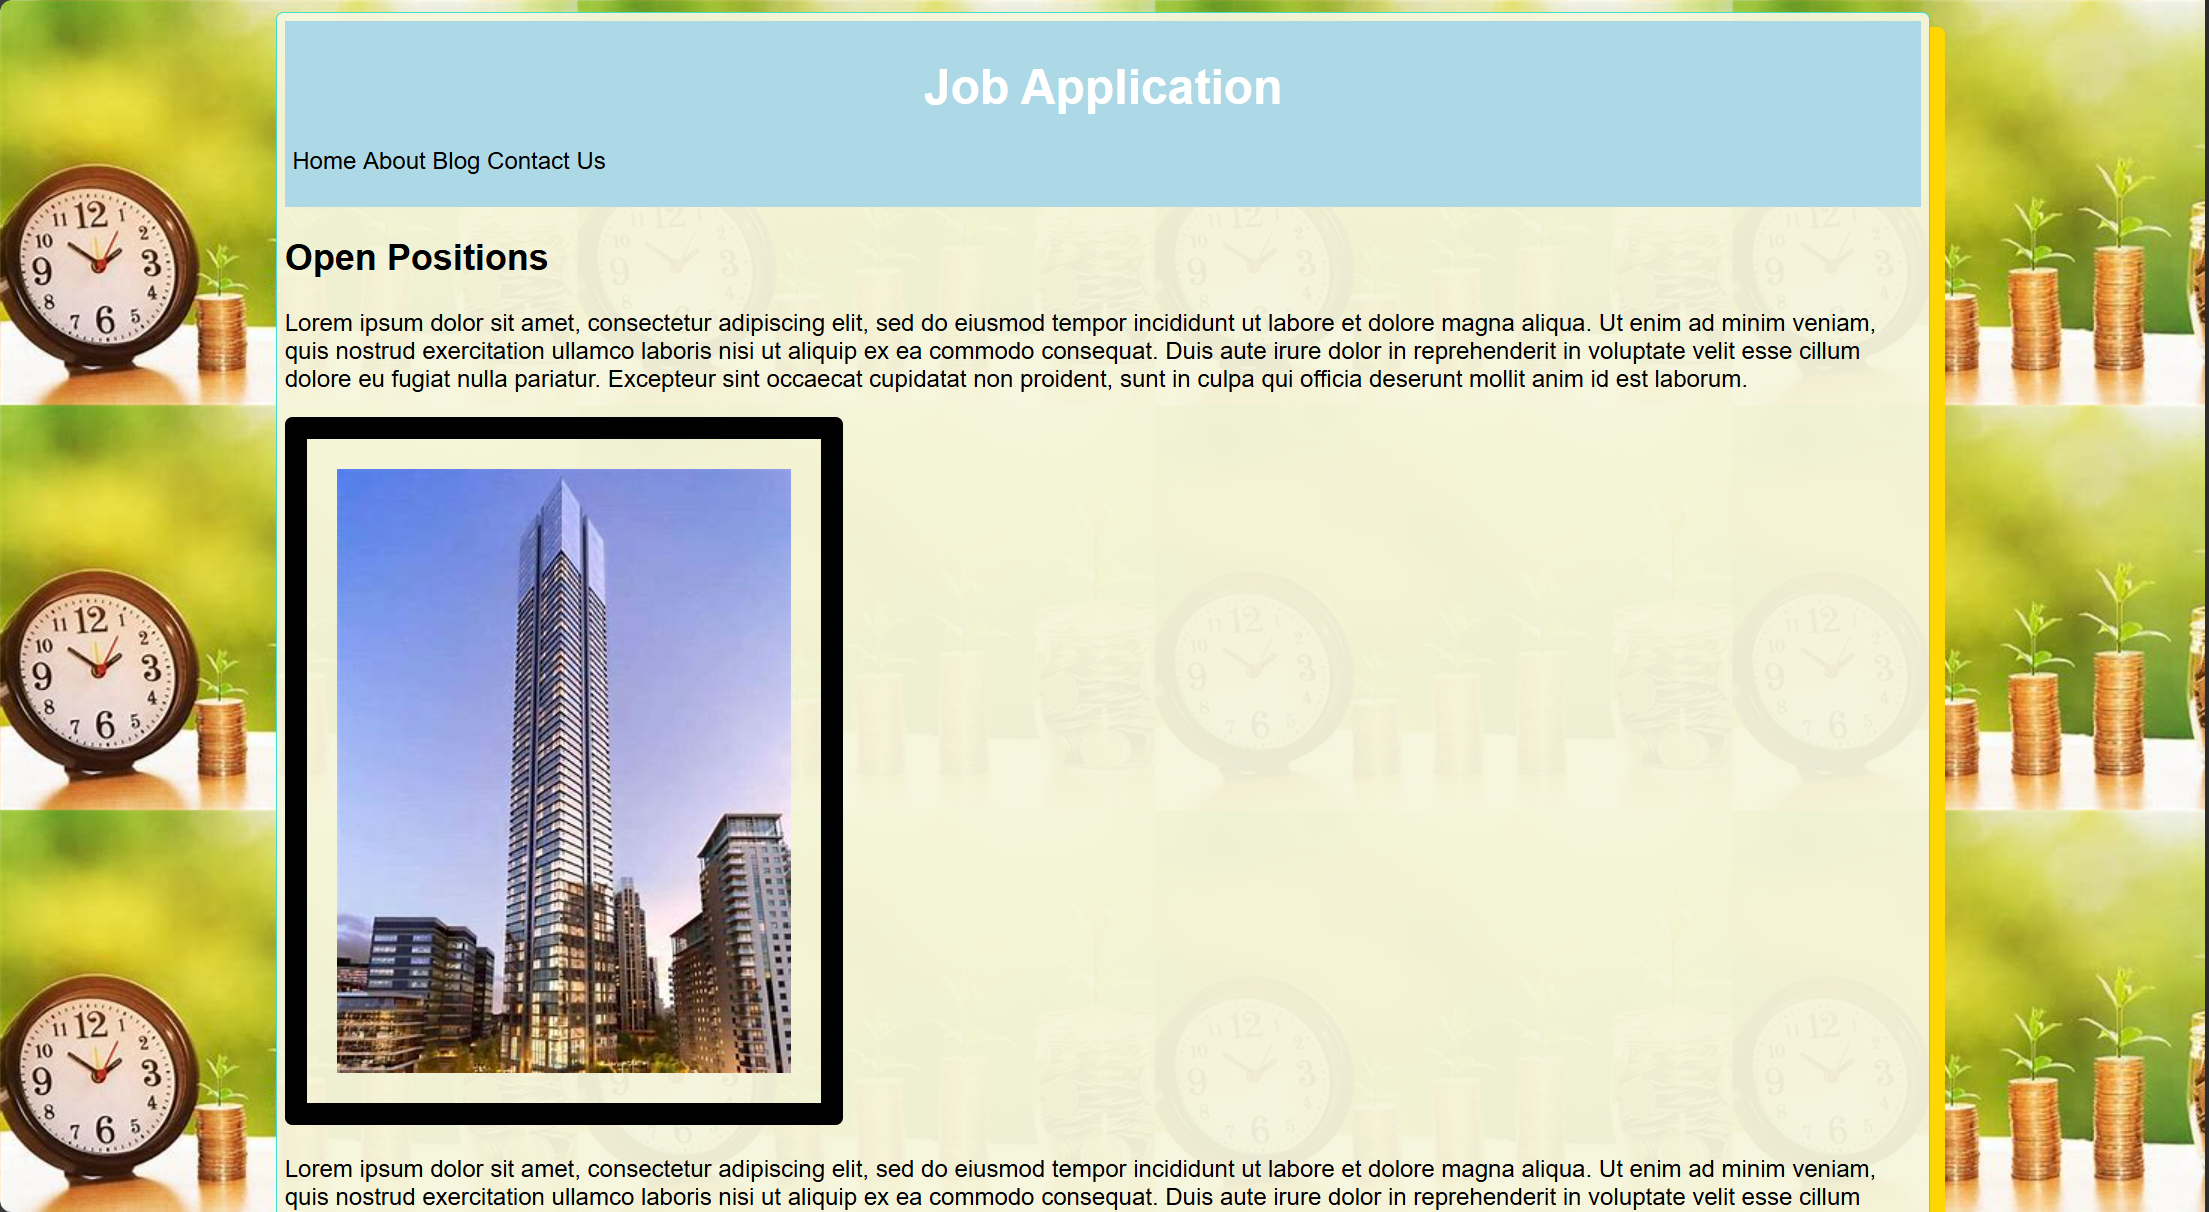 Job Application
Home About Blog Contact Us
Open Positions
Lorem ipsum dolor sit amet, consectetur adipiscing elit, sed do eiusmod tempor incididunt ut labore et dolore magna aliqua. Ut enim ad minim veniam,
quis nostrud exercitation ullamco laboris nisi ut aliquip ex ea commodo consequat. Duis aute irure dolor in reprehenderit in voluptate velit esse cillum
dolore eu fugiat nulla pariatur. Excepteur sint occaecat cupidatat non proident, sunt in culpa qui officia deserunt mollit anim id est laborum.
Lorem ipsum dolor sit amet, consectetur adipiscing elit, sed do eiusmod tempor incididunt ut labore et dolore magna aliqua. Ut enim ad minim veniam,
quis nostrud exercitation ullamco laboris nisi ut aliquip ex ea commodo consequat. Duis aute irure dolor in reprehenderit in voluptate velit esse cillum